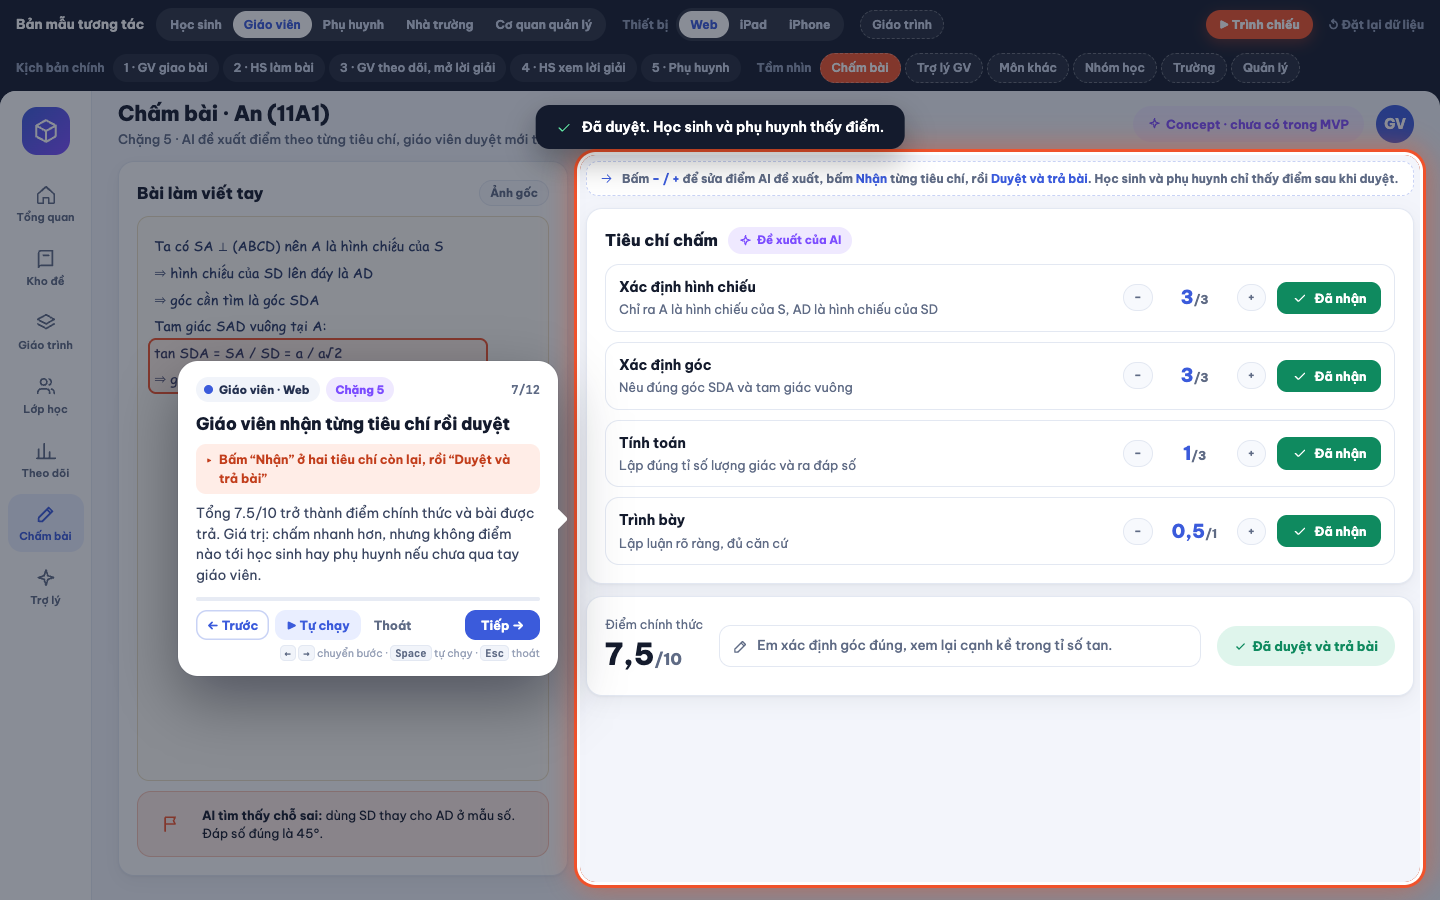 Bản mẫu tương tác
Học sinh
Giáo viên
Phụ huynh
Nhà trường
Cơ quan quản lý
Thiết bị
Web
iPad
iPhone
Giáo trình
Trình chiếu
Đặt lại dữ liệu
Kịch bản chính
1 · GV giao bài
2 · HS làm bài
3 · GV theo dõi, mở lời giải
4 · HS xem lời giải
5 · Phụ huynh
Tầm nhìn
Chấm bài
Trợ lý GV
Môn khác
Nhóm học
Trường
Quản lý
Chấm bài · An (11A1)
Chặng 5 · AI đề xuất điểm theo từng tiêu chí, giáo viên duyệt mới t
Đã duyệt. Học sinh và phụ huynh thấy điểm.
Concept · chưa có trong MVP
GV
Tổng quan
Kho đề
Giáo trình
Lớp học
Theo dõi
Chấm bài
Trợ lý
Bài làm viết tay
Ảnh gốc
Ta có SA ⊥ (ABCD) nên A là hình chiếu của S
⇒ hình chiếu của SD lên đáy là AD
⇒ góc cần tìm là góc SDA
Tam giác SAD vuông tại A:
tan SDA = SA / SD = a / a√2
⇒ g
AI tìm thấy chỗ sai: dùng SD thay cho AD ở mẫu số.
Đáp số đúng là 45°.
Giáo viên · Web
Chặng 5
7/12
Giáo viên nhận từng tiêu chí rồi duyệt
Bấm “Nhận” ở hai tiêu chí còn lại, rồi “Duyệt và
trả bài”
Tổng 7.5/10 trở thành điểm chính thức và bài được
trả. Giá trị: chấm nhanh hơn, nhưng không điểm
nào tới học sinh hay phụ huynh nếu chưa qua tay
giáo viên.
← Trước
Tự chạy
Thoát
Tiếp →
← → chuyển bước · Space tự chạy · Esc thoát
→ Bấm − / + để sửa điểm AI đề xuất, bấm Nhận từng tiêu chí, rồi Duyệt và trả bài. Học sinh và phụ huynh chỉ thấy điểm sau khi duyệt.
Tiêu chí chấm
Đề xuất của AI
Xác định hình chiếu
Chỉ ra A là hình chiếu của S, AD là hình chiếu của SD
− 3/3 +
Đã nhận
Xác định góc
Nêu đúng góc SDA và tam giác vuông
− 3/3 +
Đã nhận
Tính toán
Lập đúng tỉ số lượng giác và ra đáp số
− 1/3 +
Đã nhận
Trình bày
Lập luận rõ ràng, đủ căn cứ
− 0,5/1 +
Đã nhận
Điểm chính thức
7,5/10
Em xác định góc đúng, xem lại cạnh kề trong tỉ số tan.
Đã duyệt và trả bài